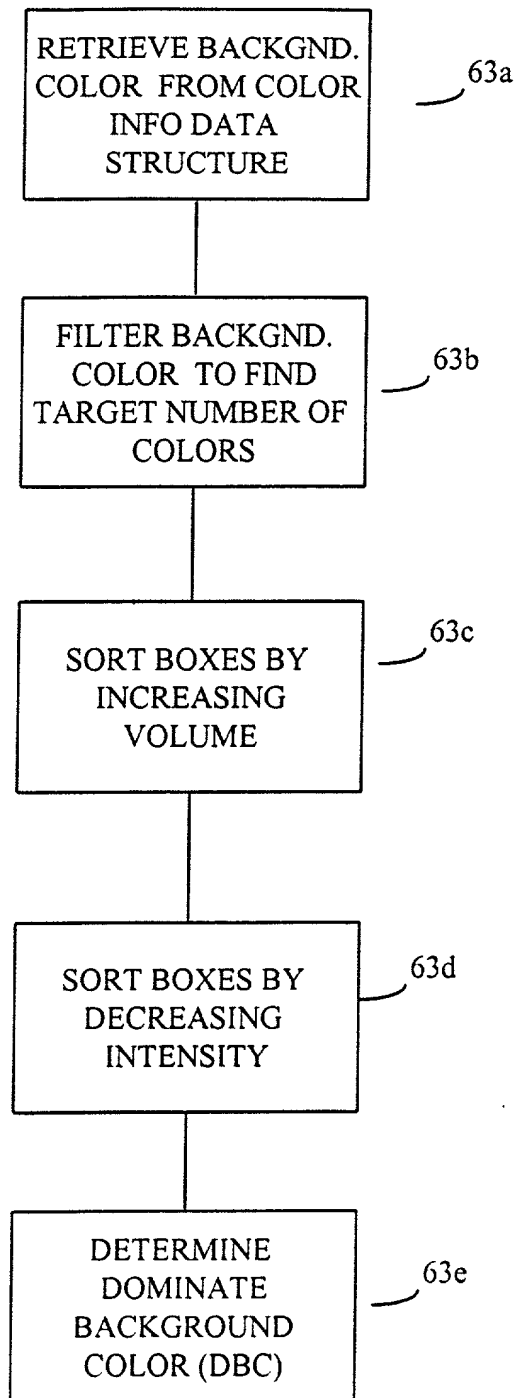 RETRIEVE BACKGND.
COLOR FROM COLOR
INFO DATA
STRUCTURE
63a
FILTER BACKGND.
COLOR TO FIND
TARGET NUMBER OF
COLORS
63b
SORT BOXES BY
INCREASING
VOLUME
63c
SORT BOXES BY
DECREASING
INTENSITY
63d
DETERMINE
DOMINATE
BACKGROUND
COLOR (DBC)
63e